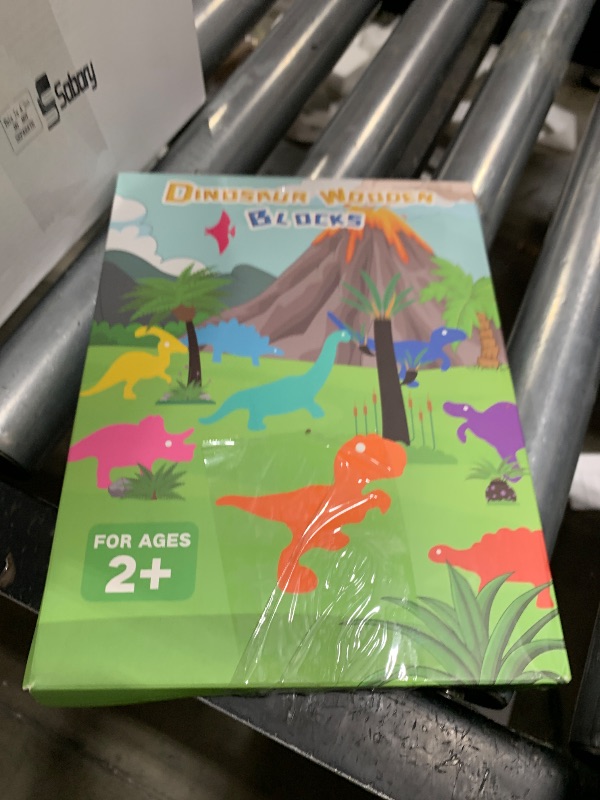 Sabary
DINOSAUR WOODEN
BLOCKS
FOR AGES
2+